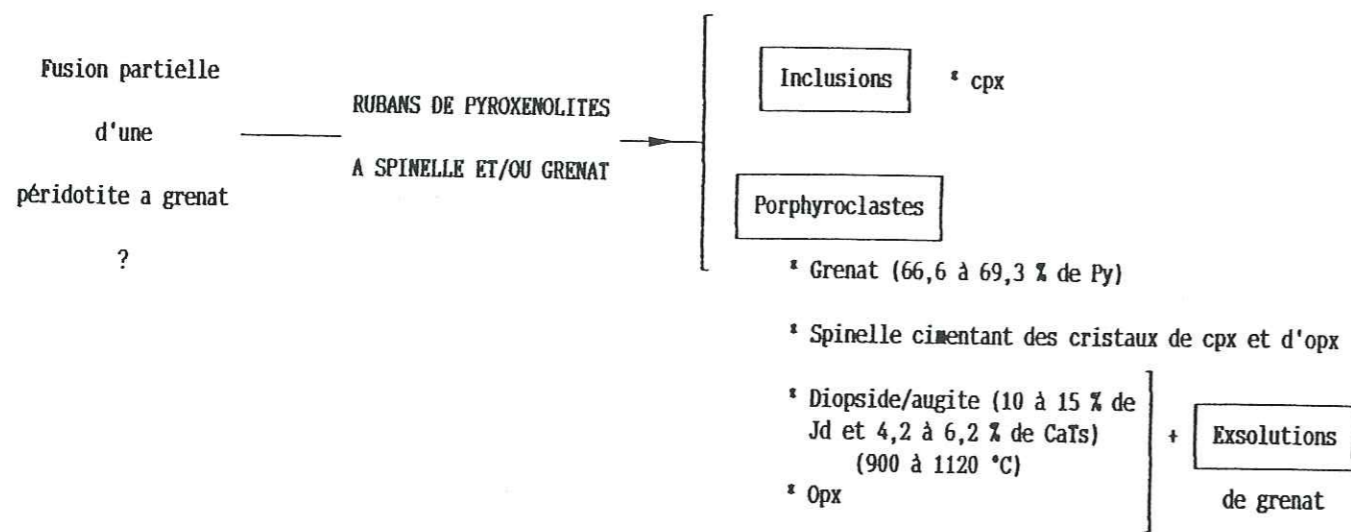 Fusion partielle
d'une
péridotite a grenat
?
RUBANS DE PYROXENOLITES
A SPINELLE ET/OU GRENAT
Inclusions * cpx
Porphyroclastes
* Grenat (66,6 à 69,3 % de Py)
* Spinelle cimentant des cristaux de cpx et d'opx
* Diopside/augite (10 à 15 % de
Jd et 4,2 à 6,2 % de CaTs)
(900 à 1120 °C)
* Opx
+ Exsolutions
de grenat